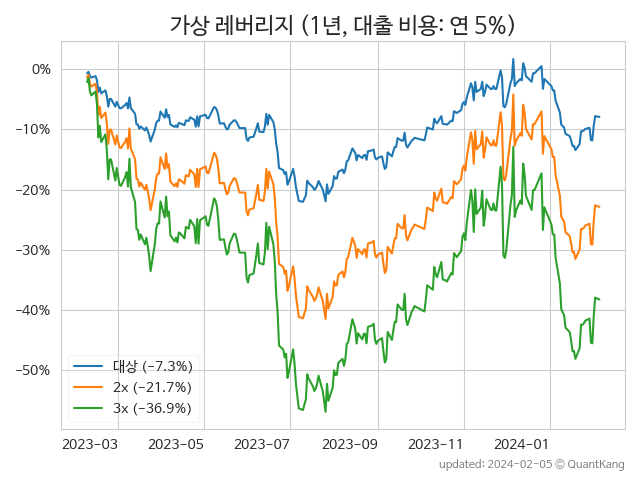 가상 레버리지 (1년, 대출 비용: 연 5%)
0%
−10%
−20%
−30%
−40%
−50%
대상 (−7.3%)
2x (−21.7%)
3x (−36.9%)
2023-03 2023-05 2023-07 2023-09 2023-11 2024-01
updated: 2024-02-05 © QuantKang